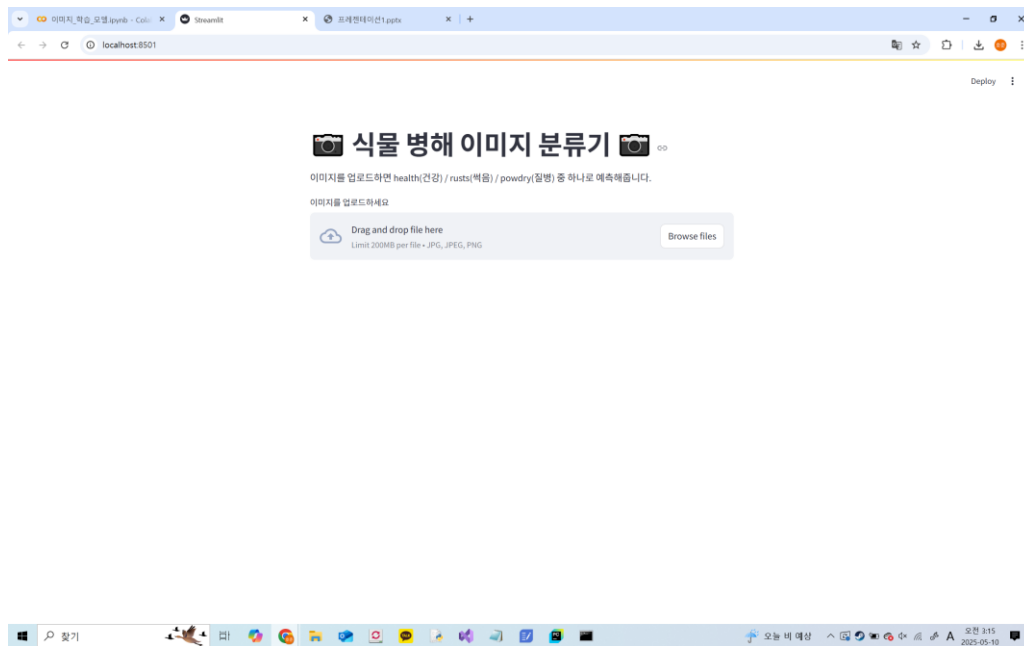 이미지_학습_모델.ipynb - Cola
Streamlit
프레젠테이션1.pptx
localhost:8501
Deploy
식물 병해 이미지 분류기
이미지를 업로드하면 health(건강) / rusts(썩음) / powdry(질병) 중 하나로 예측해줍니다.
이미지를 업로드하세요
Drag and drop file here
Limit 200MB per file • JPG, JPEG, PNG
Browse files
찾기
오늘 비 예상
A
오전 3:15
2025-05-10